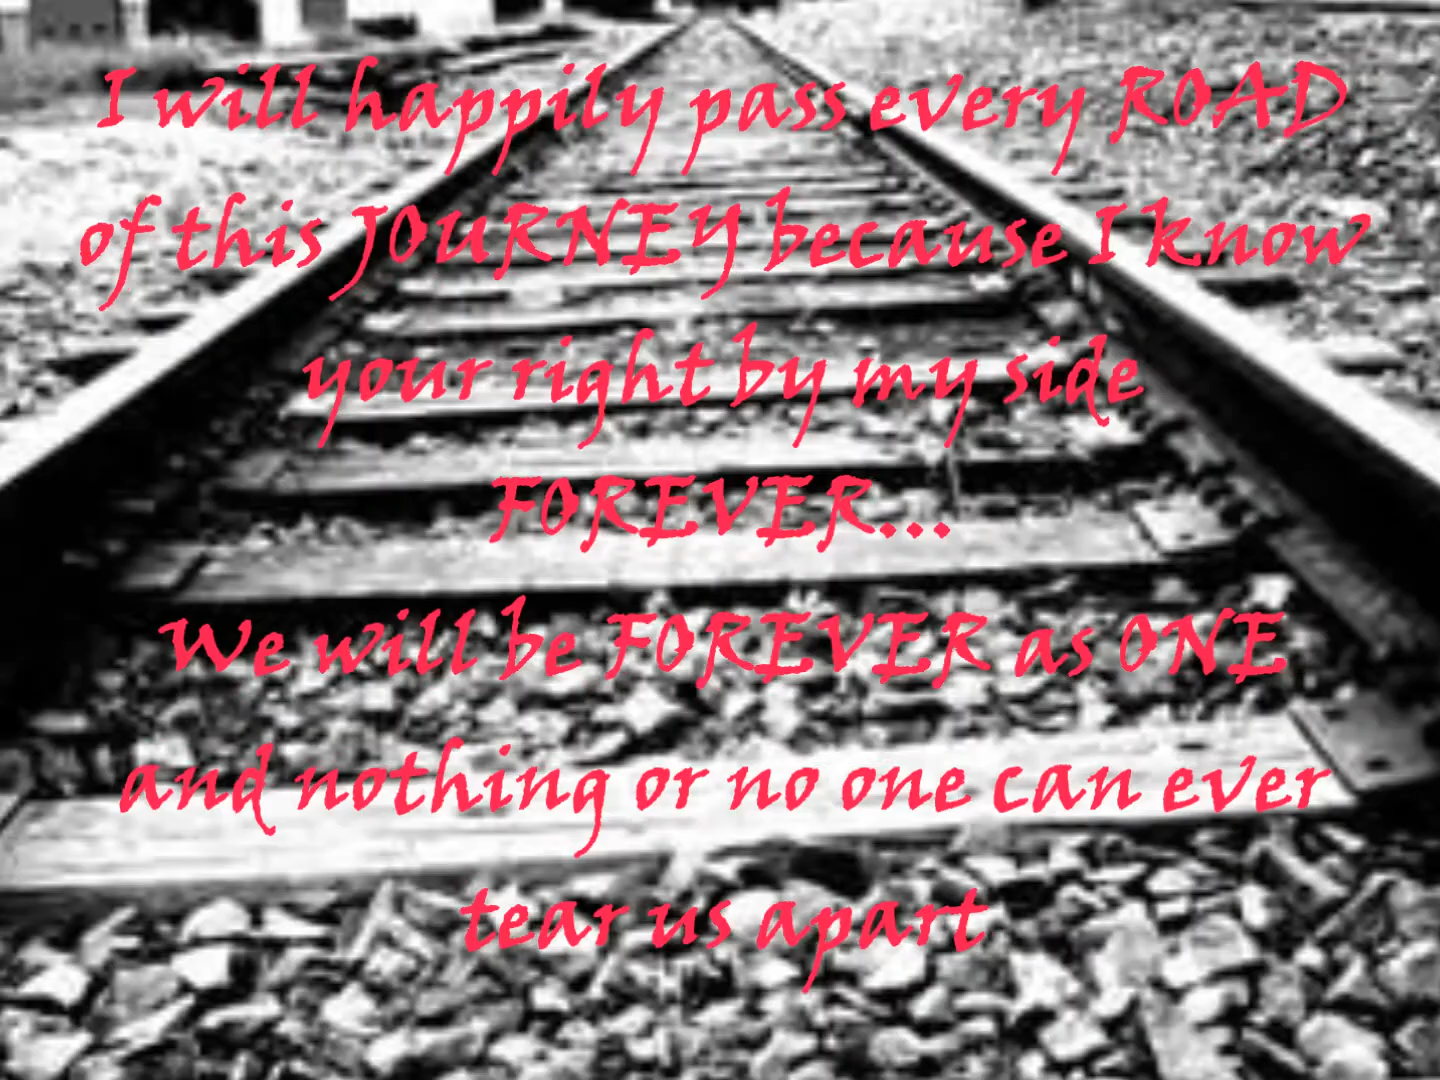 I will happily pass every ROAD
of this JOURNEY because I know
your right by my side
FOREVER...
We will be FOREVER as ONE
and nothing or no one can ever
tear us apart